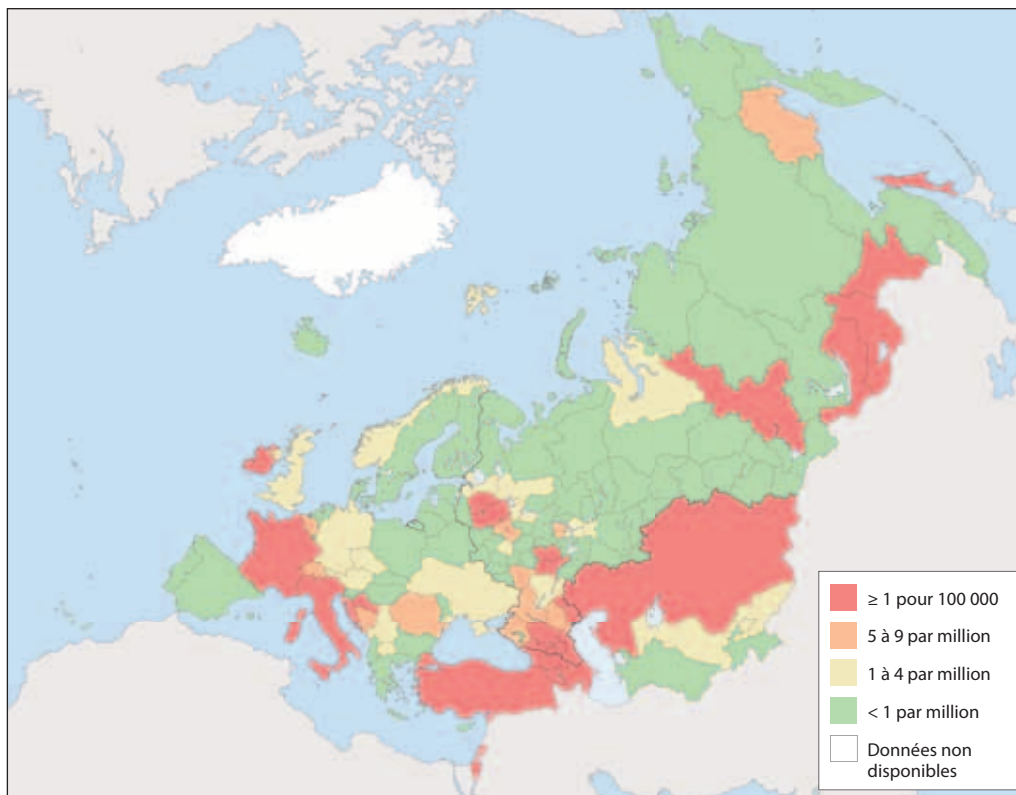 ≥ 1 pour 100 000
5 à 9 par million
1 à 4 par million
< 1 par million
Données non
disponibles